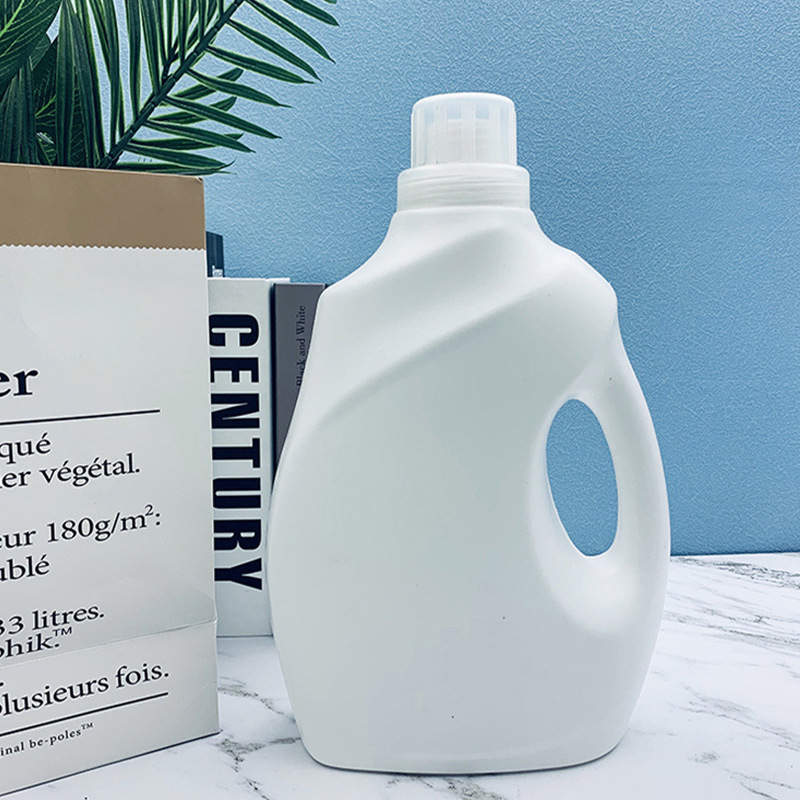 er
qué
er végétal.
eur 180g/m²:
ublé
33 litres.
phik.™
plusieurs fois.
inal be-poles™
CENTURY
Black and White